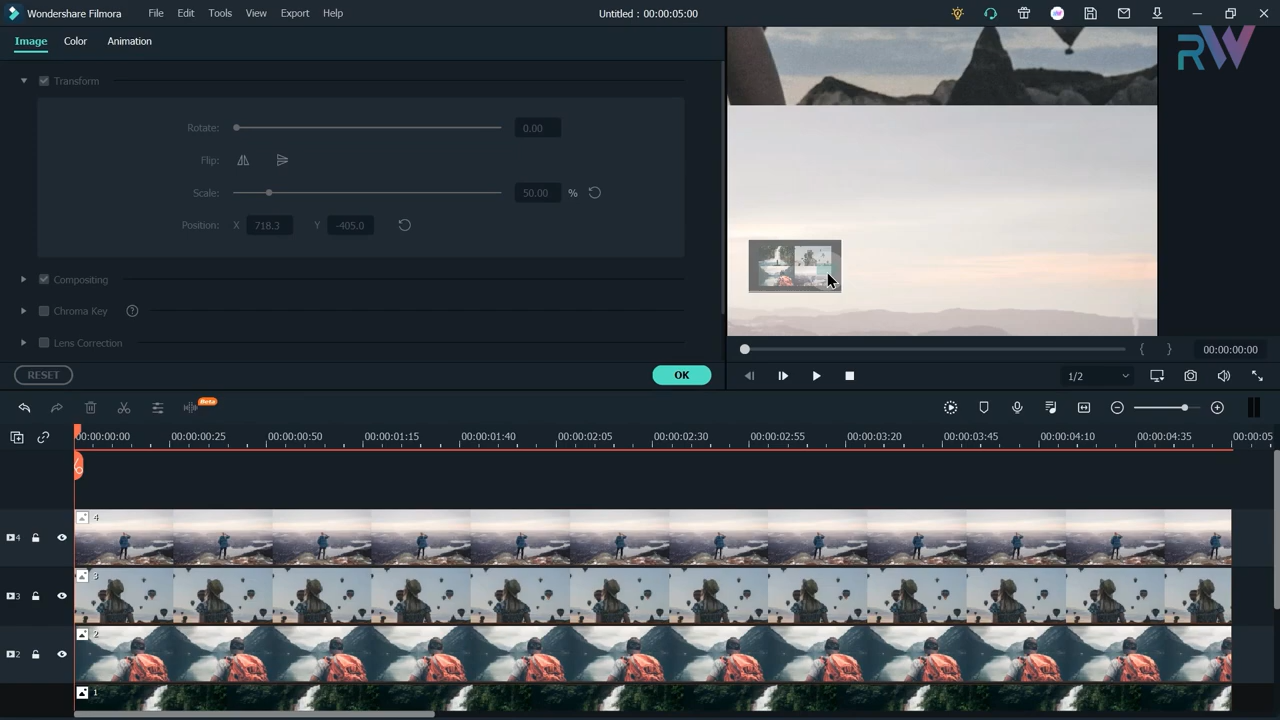 Wondershare Filmora File Edit Tools View Export Help Untitled : 00:00:05:00
RW
Image Color Animation
Transform
Rotate: 0.00
Flip:
Scale: 50.00 %
Position: X 718.3 Y -405.0
Compositing
Chroma Key ?
Lens Correction
RESET OK
{ } 00:00:00:00
1/2
Beta
00:00:00:00 00:00:00:25 00:00:00:50 00:00:01:15 00:00:01:40 00:00:02:05 00:00:02:30 00:00:02:55 00:00:03:20 00:00:03:45 00:00:04:10 00:00:04:35 00:00:05
4
4
3
3
2
2
1